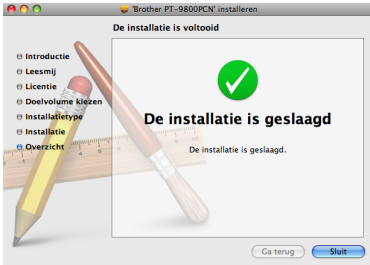 'Brother PT-9800PCN' installeren
De installatie is voltooid
Introductie
Leesmij
Licentie
Doelvolume kiezen
Installatietype
Installatie
Overzicht
De installatie is geslaagd
De installatie is geslaagd.
Ga terug
Sluit